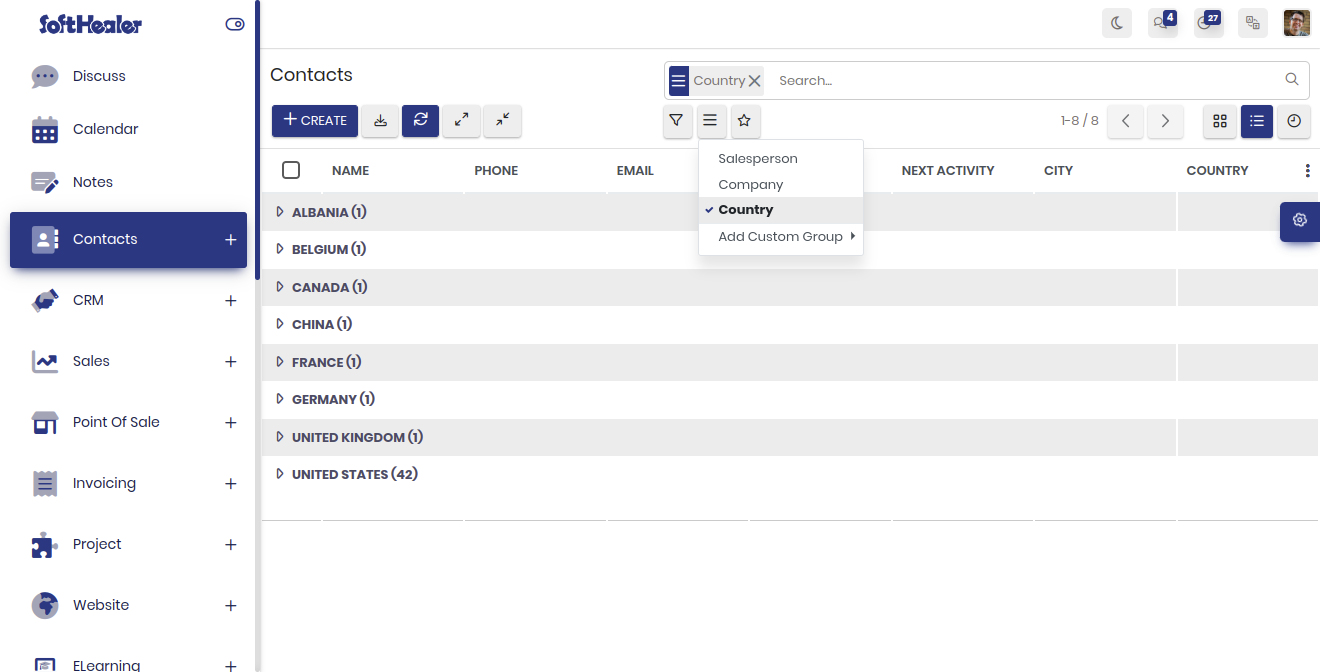 SoftHealer
4
27
Discuss
Calendar
Notes
Contacts
CRM
Sales
Point Of Sale
Invoicing
Project
Website
ELearning
Contacts
Country
Search...
CREATE
1-8 / 8
NAME
PHONE
EMAIL
NEXT ACTIVITY
CITY
COUNTRY
Salesperson
Company
Country
Add Custom Group
ALBANIA (1)
BELGIUM (1)
CANADA (1)
CHINA (1)
FRANCE (1)
GERMANY (1)
UNITED KINGDOM (1)
UNITED STATES (42)